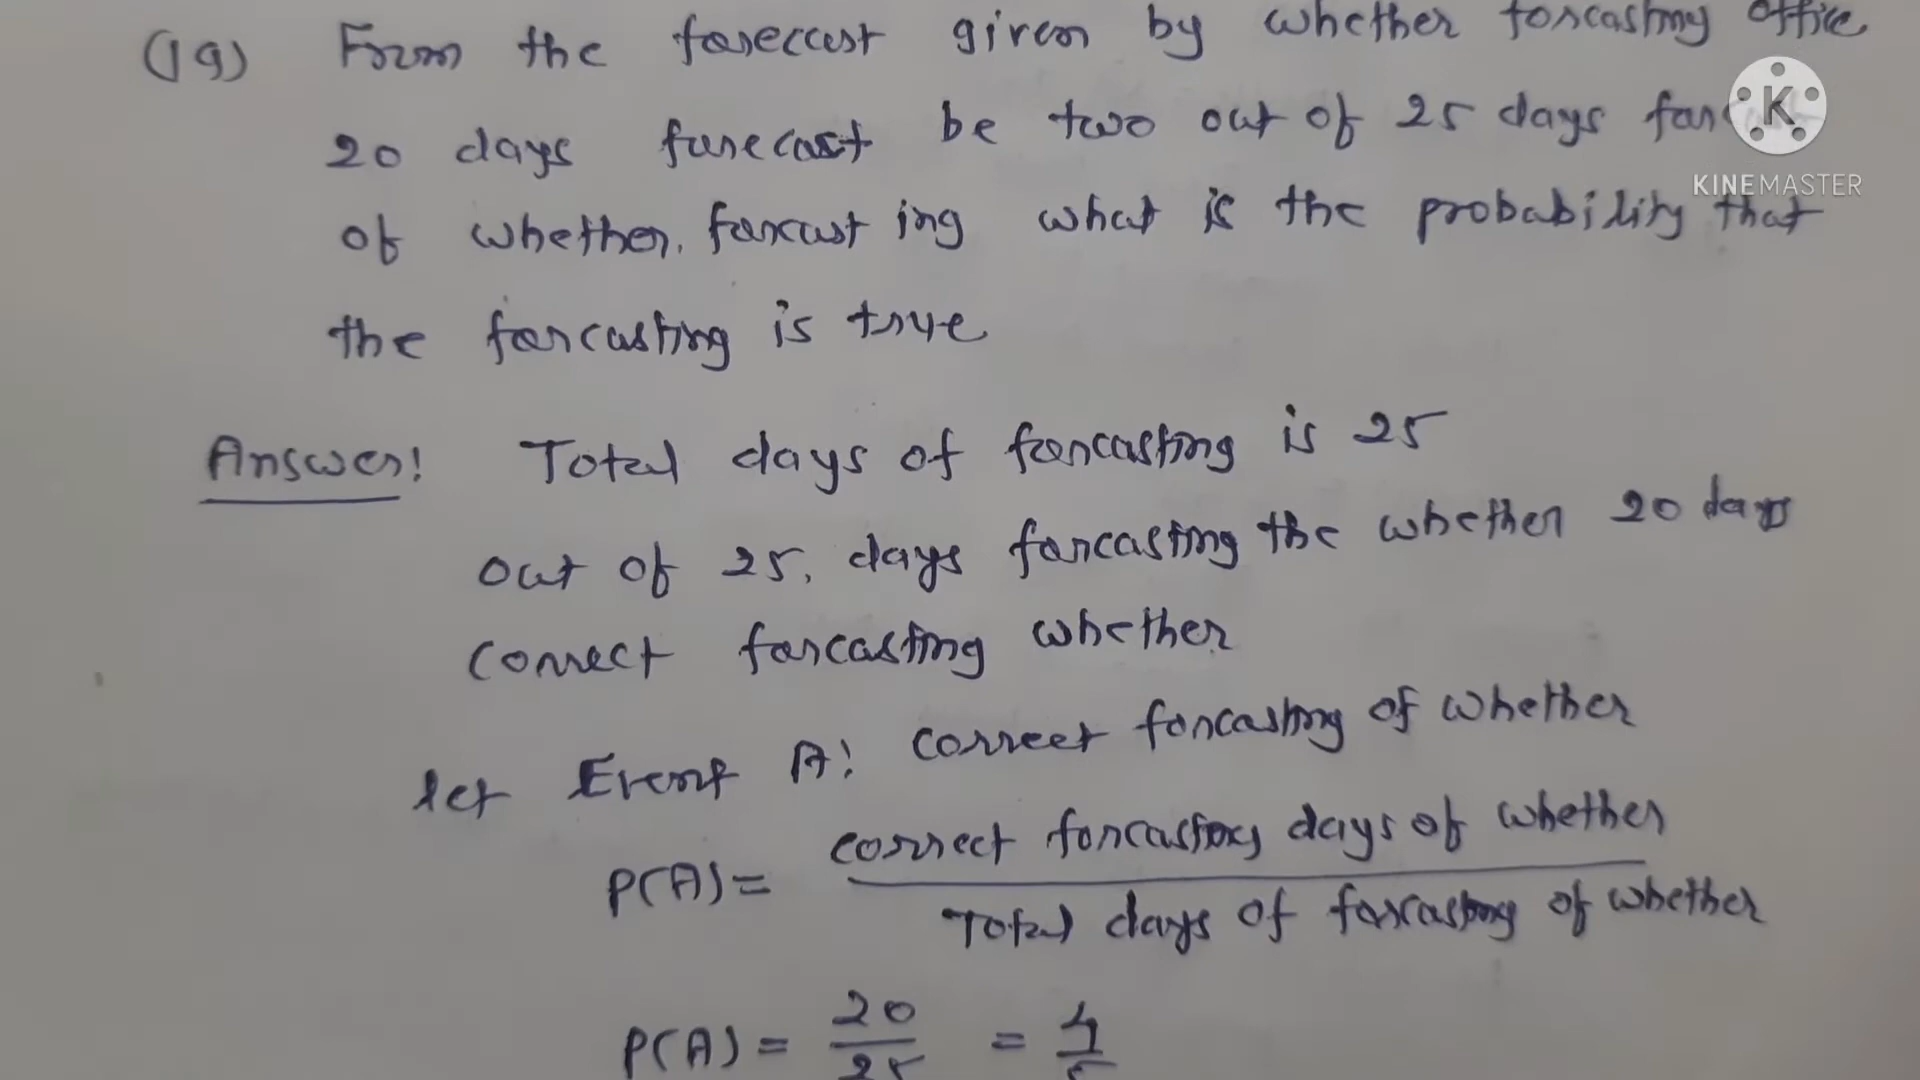 (19) From the foreccust given by whether forcasting office
20 days forecast be two out of 25 days
of whether. forcast ing what is the probability that
the forcasting is true
Answer! Total days of forcasting is 25
out of 25, days forcasting the whether 20 days
correct forcasting whether
let Event A! correct forcasting of whether
P(A) = correct forcasting days of whether
Total days of forcasting of whether
P(A) = 20/25 = 4/5
K
KINEMASTER